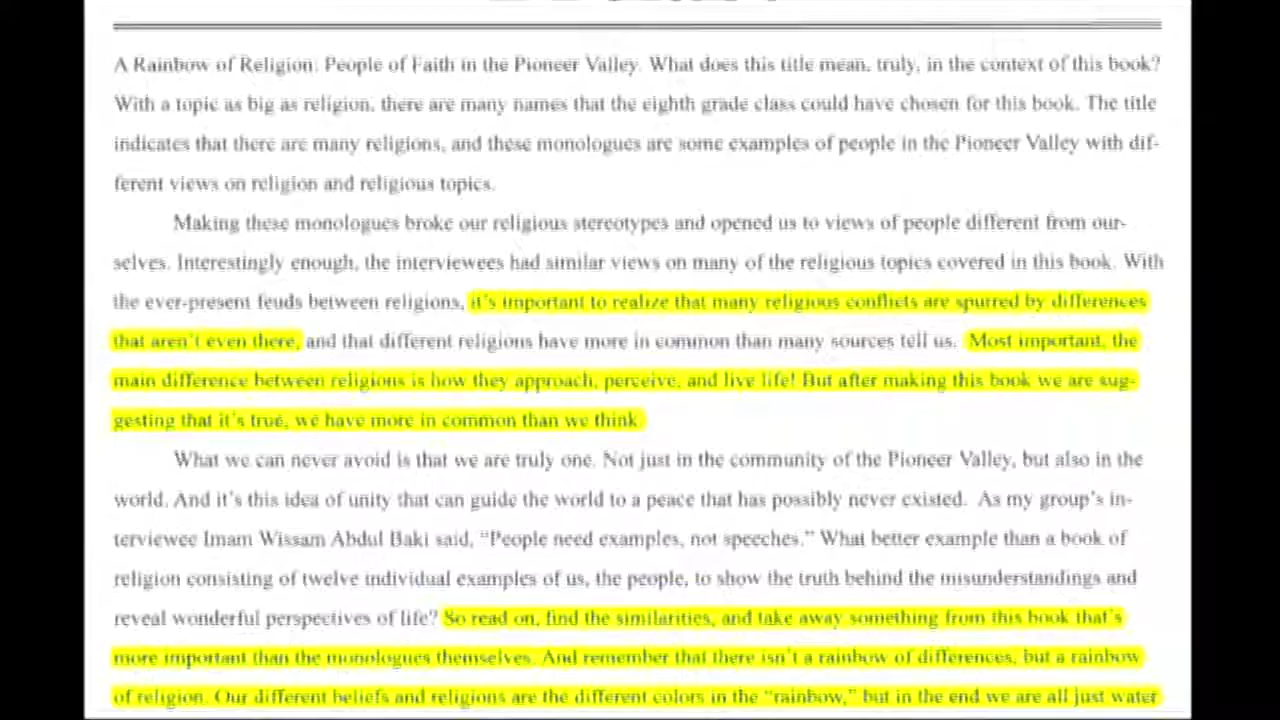 A Rainbow of Religion: People of Faith in the Pioneer Valley. What does this title mean, truly, in the context of this book?
With a topic as big as religion, there are many names that the eighth grade class could have chosen for this book. The title
indicates that there are many religions, and these monologues are some examples of people in the Pioneer Valley with dif-
ferent views on religion and religious topics.
Making these monologues broke our religious stereotypes and opened us to views of people different from our-
selves. Interestingly enough, the interviewees had similar views on many of the religious topics covered in this book. With
the ever-present feuds between religions, it's important to realize that many religious conflicts are spurred by differences
that aren't even there, and that different religions have more in common than many sources tell us. Most important, the
main difference between religions is how they approach, perceive, and live life! But after making this book we are sug-
gesting that it's true, we have more in common than we think.
What we can never avoid is that we are truly one. Not just in the community of the Pioneer Valley, but also in the
world. And it's this idea of unity that can guide the world to a peace that has possibly never existed. As my group's in-
terviewee Imam Wissam Abdul Baki said, “People need examples, not speeches.” What better example than a book of
religion consisting of twelve individual examples of us, the people, to show the truth behind the misunderstandings and
reveal wonderful perspectives of life? So read on, find the similarities, and take away something from this book that's
more important than the monologues themselves. And remember that there isn't a rainbow of differences, but a rainbow
of religion. Our different beliefs and religions are the different colors in the “rainbow,” but in the end we are all just water